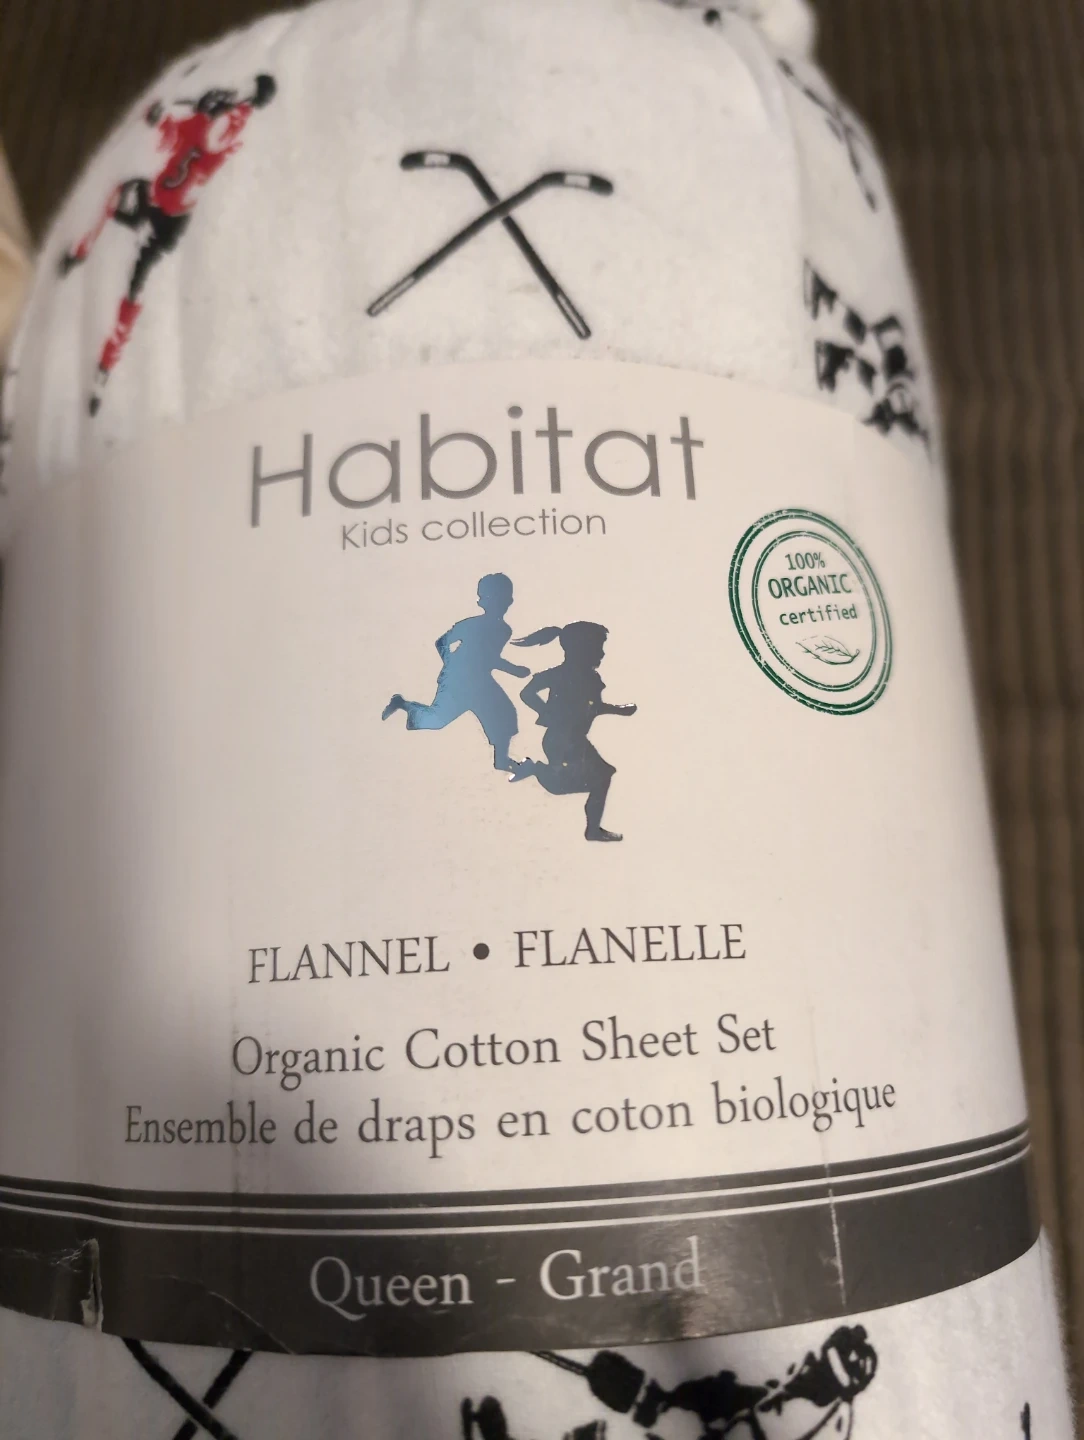 5
Habitat
Kids collection
100%
ORGANIC
certified
FLANNEL • FLANELLE
Organic Cotton Sheet Set
Ensemble de draps en coton biologique
Queen - Grand